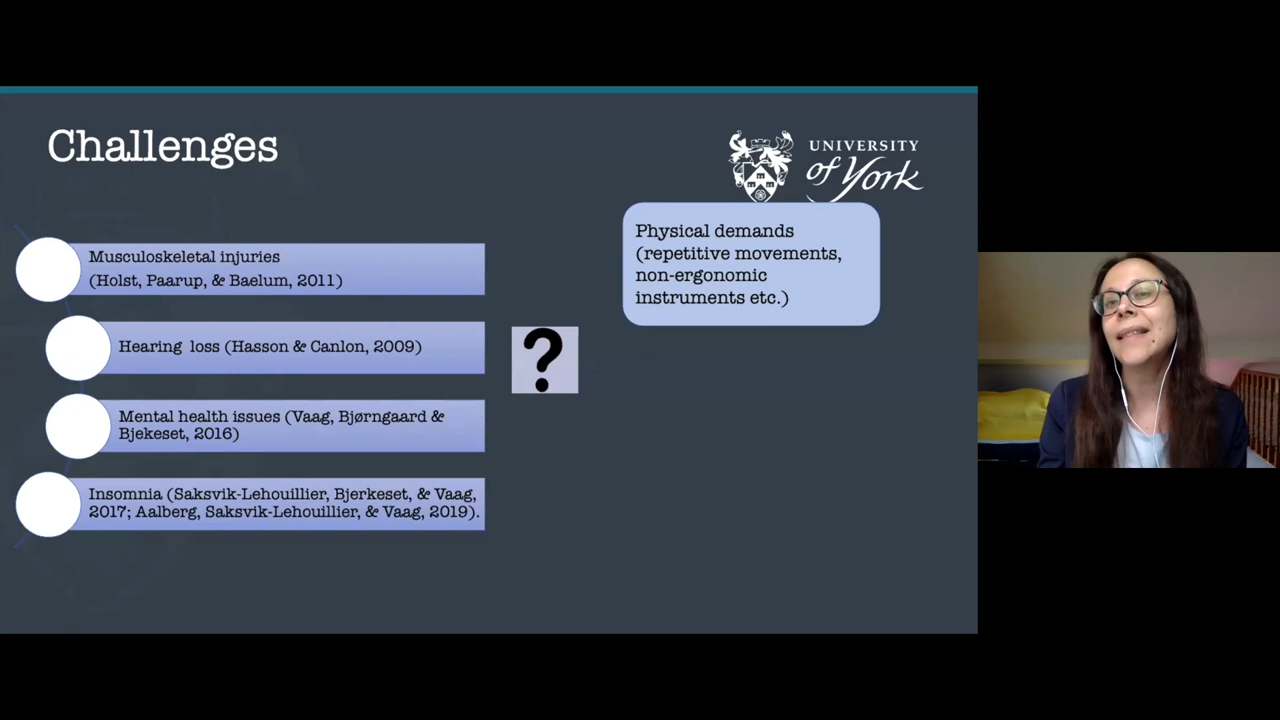 Challenges
UNIVERSITY
of York
Musculoskeletal injuries
(Holst, Paarup, & Baelum, 2011)
Hearing loss (Hasson & Canlon, 2009)
Mental health issues (Vaag, Bjørngaard &
Bjekeset, 2016)
Insomnia (Saksvik-Lehouillier, Bjerkeset, & Vaag,
2017; Aalberg, Saksvik-Lehouillier, & Vaag, 2019).
?
Physical demands
(repetitive movements,
non-ergonomic
instruments etc.)